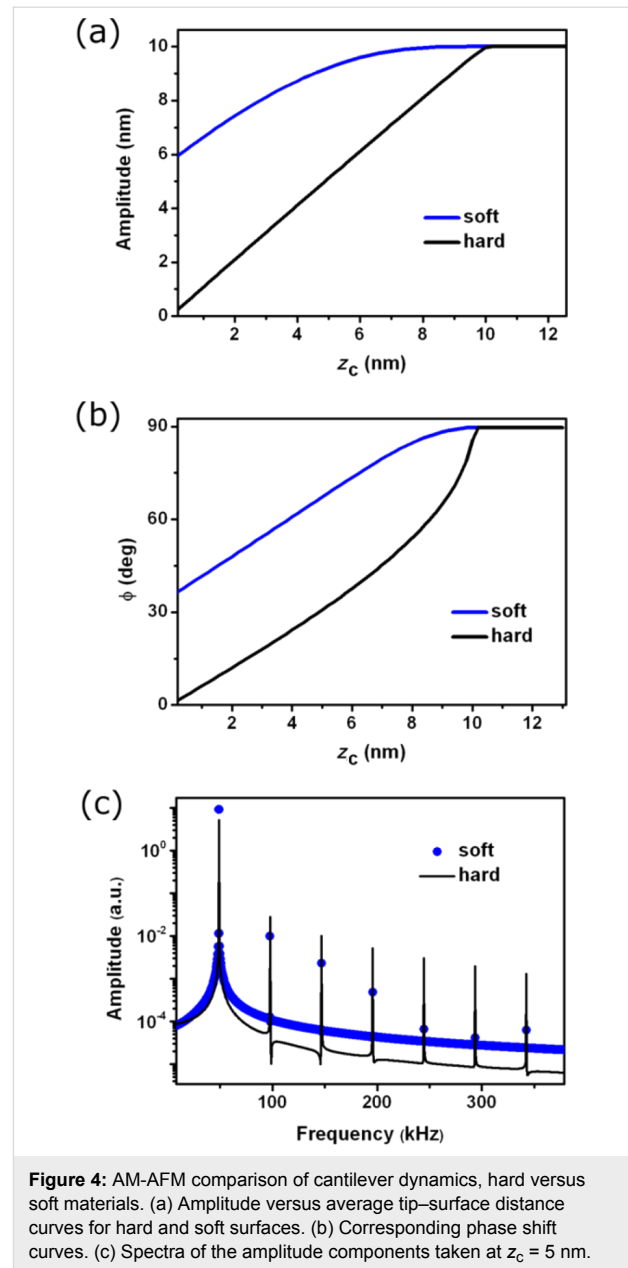 (a)
Amplitude (nm)
10
8
6
4
2
0
soft
hard
2 4 6 8 10 12
zc (nm)
(b)
ϕ (deg)
90
60
30
0
soft
hard
2 4 6 8 10 12
zc (nm)
(c)
Amplitude (a.u.)
10⁰
10⁻²
10⁻⁴
soft
hard
100 200 300
Frequency (kHz)
Figure 4: AM-AFM comparison of cantilever dynamics, hard versus
soft materials. (a) Amplitude versus average tip–surface distance
curves for hard and soft surfaces. (b) Corresponding phase shift
curves. (c) Spectra of the amplitude components taken at zc = 5 nm.